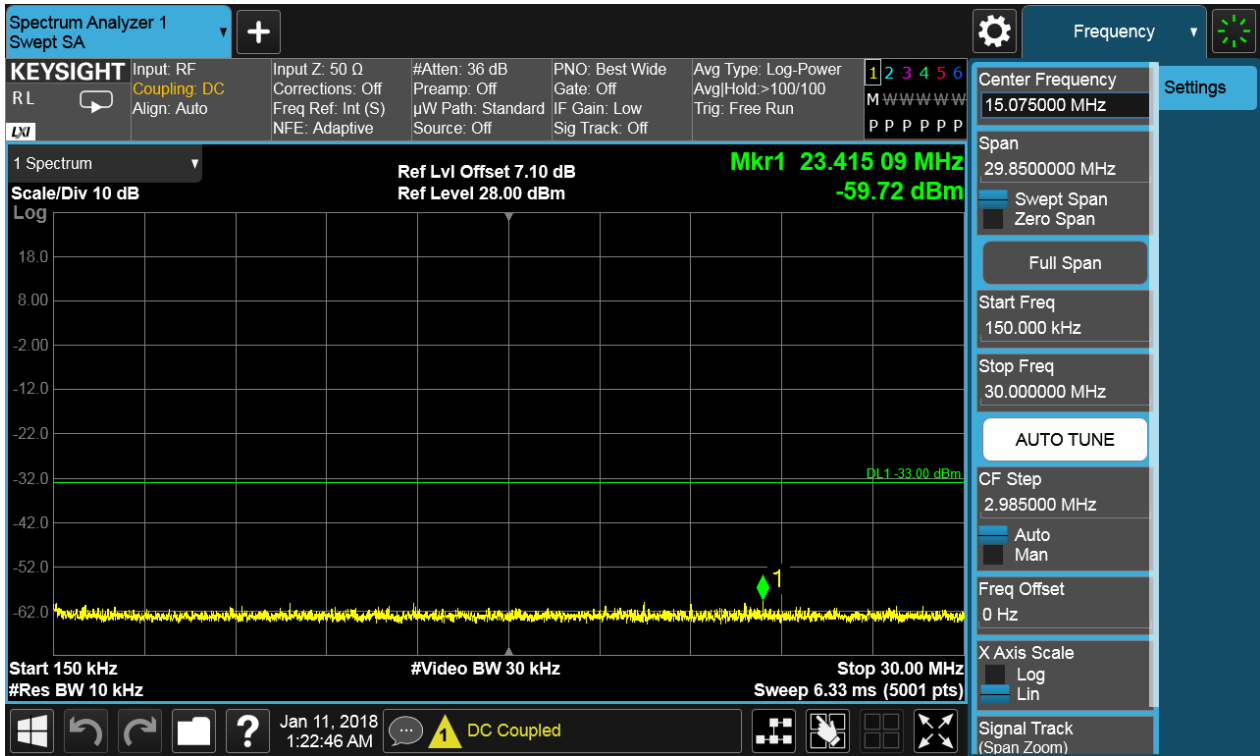 Spectrum Analyzer 1
Swept SA
+
Frequency
KEYSIGHT
R L
LXI
Input: RF
Coupling: DC
Align: Auto
Input Z: 50 Ω
Corrections: Off
Freq Ref: Int (S)
NFE: Adaptive
#Atten: 36 dB
Preamp: Off
µW Path: Standard
Source: Off
PNO: Best Wide
Gate: Off
IF Gain: Low
Sig Track: Off
Avg Type: Log-Power
Avg|Hold:>100/100
Trig: Free Run
1 2 3 4 5 6
M W W W W W
P P P P P P
1 Spectrum
Scale/Div 10 dB
Log
Ref Lvl Offset 7.10 dB
Ref Level 28.00 dBm
Mkr1 23.415 09 MHz
-59.72 dBm
18.0
8.00
-2.00
-12.0
-22.0
-32.0
-42.0
-52.0
-62.0
DL1 -33.00 dBm
1
Start 150 kHz
#Res BW 10 kHz
#Video BW 30 kHz
Stop 30.00 MHz
Sweep 6.33 ms (5001 pts)
Center Frequency
15.075000 MHz
Span
29.8500000 MHz
Swept Span
Zero Span
Full Span
Start Freq
150.000 kHz
Stop Freq
30.000000 MHz
AUTO TUNE
CF Step
2.985000 MHz
Auto
Man
Freq Offset
0 Hz
X Axis Scale
Log
Lin
Signal Track
(Span Zoom)
Settings
?
Jan 11, 2018
1:22:46 AM
1
DC Coupled